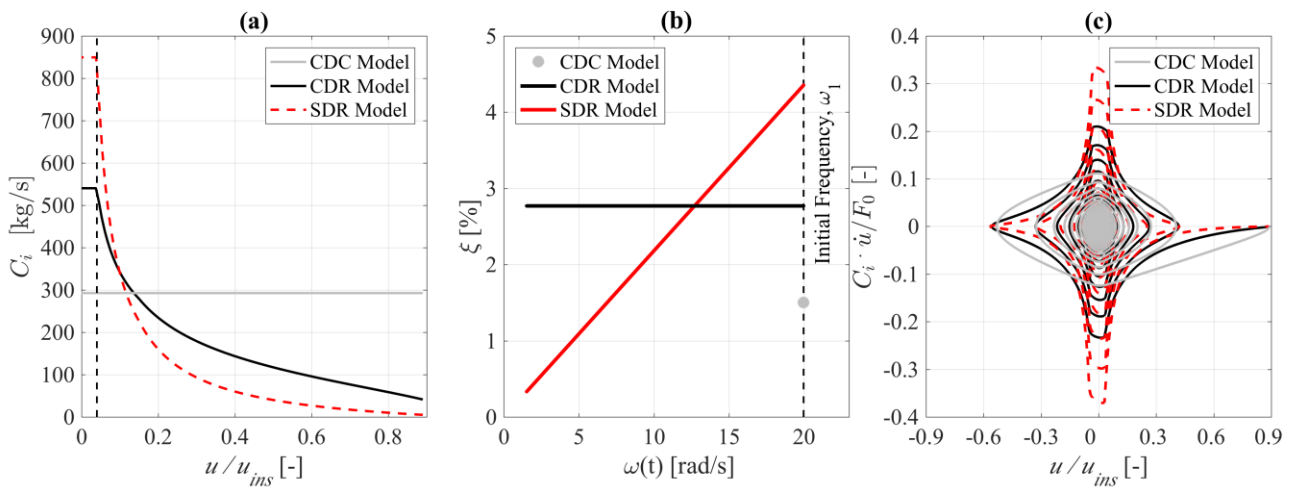 (a)
900
800
700
600
500
400
300
200
100
0
C_i [kg/s]
CDC Model
CDR Model
SDR Model
0 0.2 0.4 0.6 0.8
u / u_ins [-]
(b)
5
4
3
2
1
0
ξ [%]
CDC Model
CDR Model
SDR Model
Initial Frequency, ω_1
0 5 10 15 20
ω(t) [rad/s]
(c)
0.4
0.3
0.2
0.1
0
-0.1
-0.2
-0.3
-0.4
C_i · u̇/F_0 [-]
CDC Model
CDR Model
SDR Model
-0.9 -0.6 -0.3 0 0.3 0.6 0.9
u / u_ins [-]